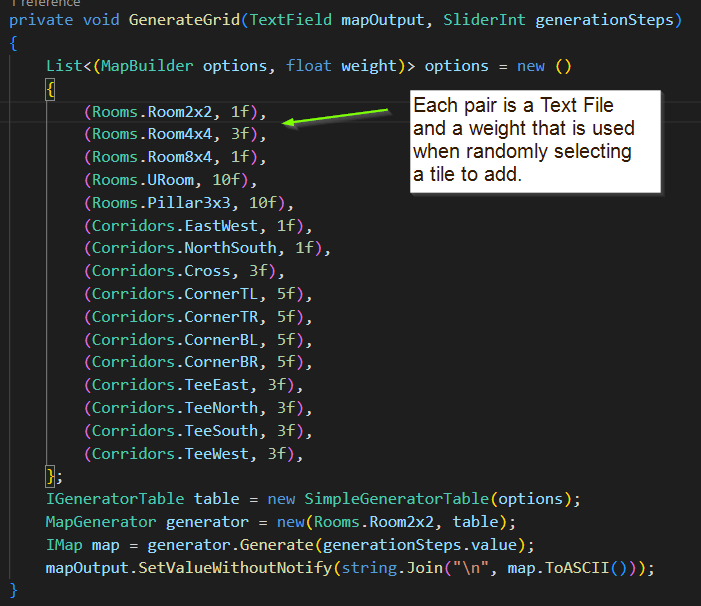 1 reference
private void GenerateGrid(TextField mapOutput, SliderInt generationSteps)
{
List<(MapBuilder options, float weight)> options = new ()
{
(Rooms.Room2x2, 1f),
(Rooms.Room4x4, 3f),
(Rooms.Room8x4, 1f),
(Rooms.URoom, 10f),
(Rooms.Pillar3x3, 10f),
(Corridors.EastWest, 1f),
(Corridors.NorthSouth, 1f),
(Corridors.Cross, 3f),
(Corridors.CornerTL, 5f),
(Corridors.CornerTR, 5f),
(Corridors.CornerBL, 5f),
(Corridors.CornerBR, 5f),
(Corridors.TeeEast, 3f),
(Corridors.TeeNorth, 3f),
(Corridors.TeeSouth, 3f),
(Corridors.TeeWest, 3f),
};
IGeneratorTable table = new SimpleGeneratorTable(options);
MapGenerator generator = new(Rooms.Room2x2, table);
IMap map = generator.Generate(generationSteps.value);
mapOutput.SetValueWithoutNotify(string.Join("\n", map.ToASCII()));
}
Each pair is a Text File
and a weight that is used
when randomly selecting
a tile to add.